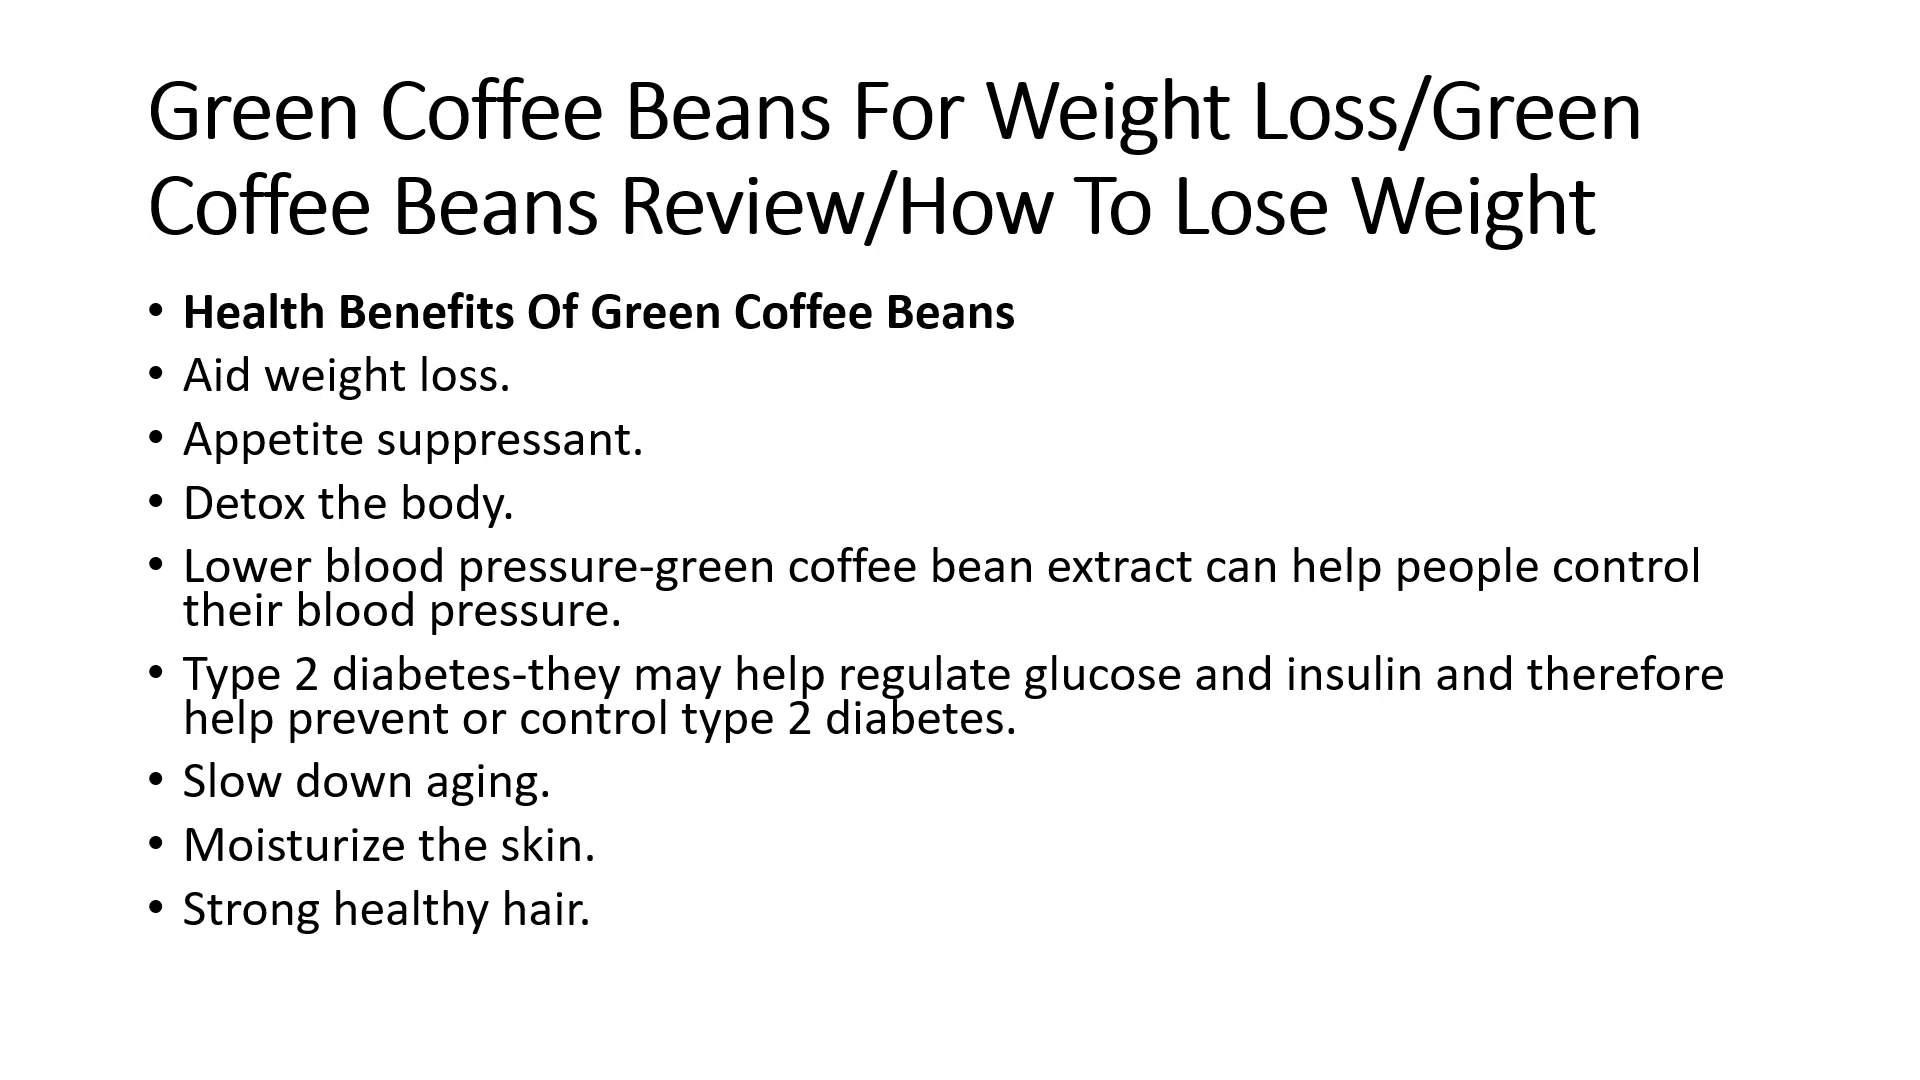 Green Coffee Beans For Weight Loss/Green
Coffee Beans Review/How To Lose Weight
• Health Benefits Of Green Coffee Beans
• Aid weight loss.
• Appetite suppressant.
• Detox the body.
• Lower blood pressure-green coffee bean extract can help people control
their blood pressure.
• Type 2 diabetes-they may help regulate glucose and insulin and therefore
help prevent or control type 2 diabetes.
• Slow down aging.
• Moisturize the skin.
• Strong healthy hair.